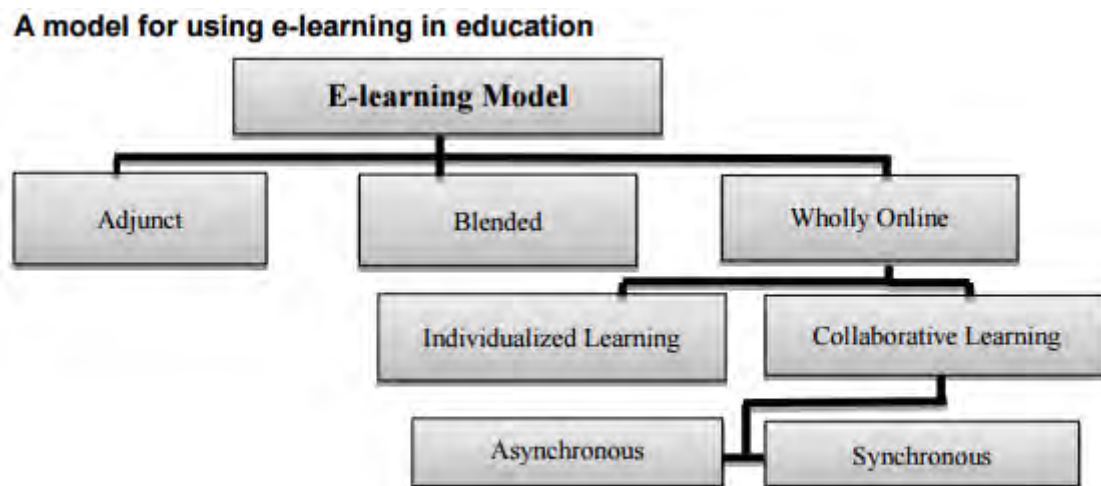 A model for using e-learning in education
E-learning Model
Adjunct
Blended
Wholly Online
Individualized Learning
Collaborative Learning
Asynchronous
Synchronous